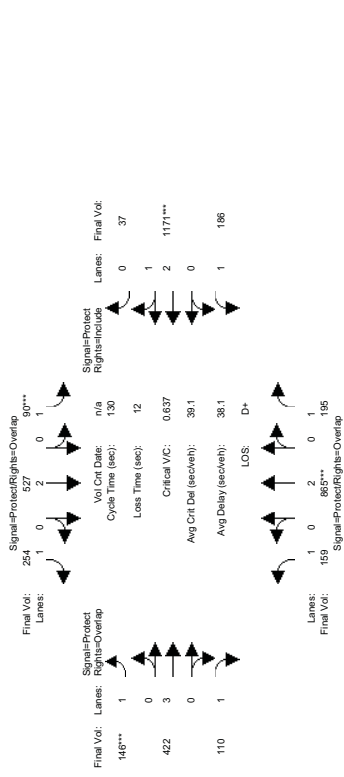 Signal=Protect/Rights=Overlap
Final Vol: 254 527 90***
Lanes: 1 0 2 0 1
Signal=Protect
Rights=Overlap
Signal=Protect
Rights=Include
Final Vol: Lanes:
Vol Cnt Date: n/a
Lanes: Final Vol:
146*** 1
Cycle Time (sec): 130
0 37
0
Loss Time (sec): 12
1
422 3
Critical V/C: 0.637
2 1171***
0
Avg Crit Del (sec/veh): 39.1
0
110 1
Avg Delay (sec/veh): 38.1
1 186
LOS: D+
Lanes: 1 0 2 0 1
Final Vol: 159 865*** 195
Signal=Protect/Rights=Overlap